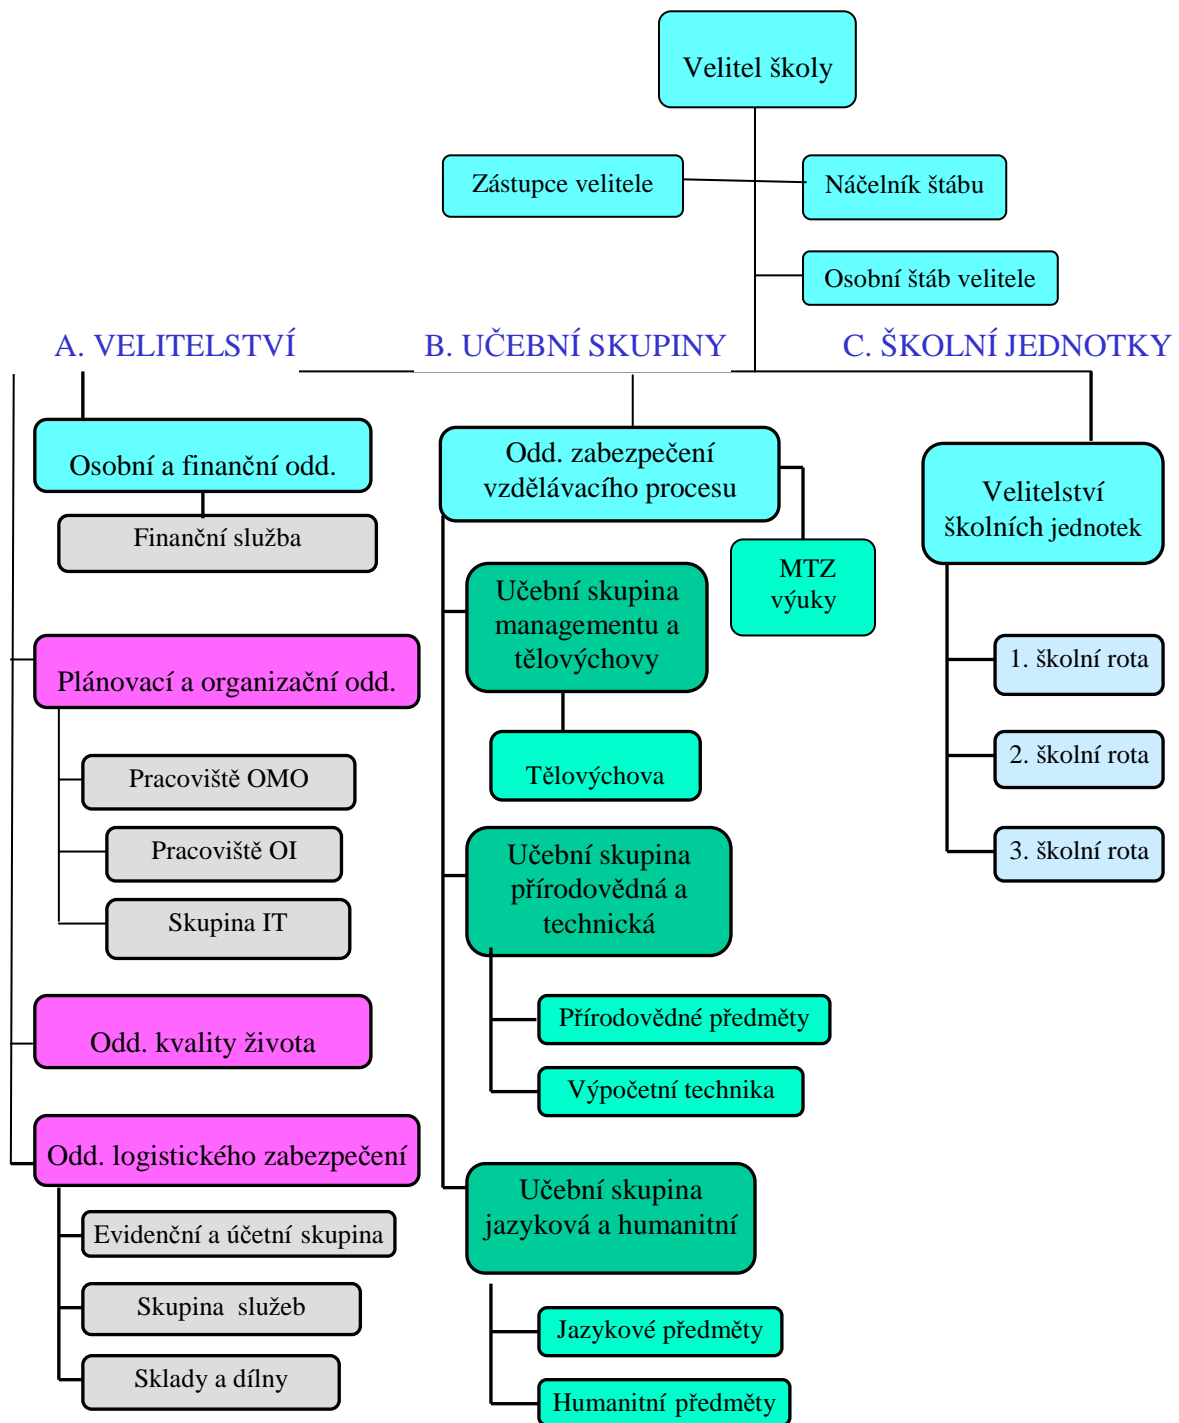 Velitel školy
Zástupce velitele
Náčelník štábu
Osobní štáb velitele
A. VELITELSTVÍ
B. UČEBNÍ SKUPINY
C. ŠKOLNÍ JEDNOTKY
Osobní a finanční odd.
Finanční služba
Plánovací a organizační odd.
Pracoviště OMO
Pracoviště OI
Skupina IT
Odd. kvality života
Odd. logistického zabezpečení
Evidenční a účetní skupina
Skupina služeb
Sklady a dílny
Odd. zabezpečení
vzdělávacího procesu
MTZ
výuky
Učební skupina
managementu a
tělovýchovy
Tělovýchova
Učební skupina
přírodovědná a
technická
Přírodovědné předměty
Výpočetní technika
Učební skupina
jazyková a humanitní
Jazykové předměty
Humanitní předměty
Velitelství
školních jednotek
1. školní rota
2. školní rota
3. školní rota